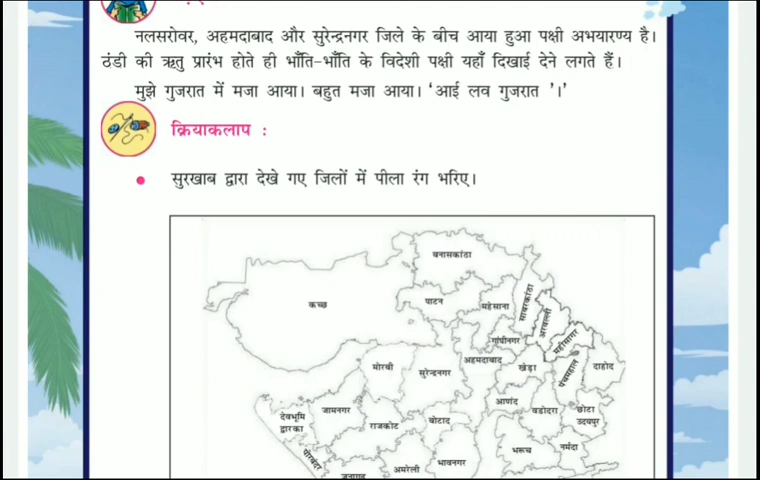 नलसरोवर, अहमदाबाद और सुरेन्द्रनगर जिले के बीच आया हुआ पक्षी अभयारण्य है।
ठंडी की ऋतु प्रारंभ होते ही भाँति-भाँति के विदेशी पक्षी यहाँ दिखाई देने लगते हैं।
मुझे गुजरात में मजा आया। बहुत मजा आया। ‘आई लव गुजरात ’।’
क्रियाकलाप :
• सुरखाब द्वारा देखे गए जिलों में पीला रंग भरिए।
बनासकांठा
कच्छ
पाटन
महेसाना
साबरकांठा
अरवल्ली
महीसागर
गांधीनगर
मोरबी
सुरेन्द्रनगर
अहमदाबाद
खेड़ा
पंचमहाल
दाहोद
आणंद
वडोदरा
छोटा
उदयपुर
देवभूमि
द्वारका
जामनगर
राजकोट
बोटाद
पोरबंदर
जूनागढ़
अमरेली
भावनगर
भरूच
नर्मदा